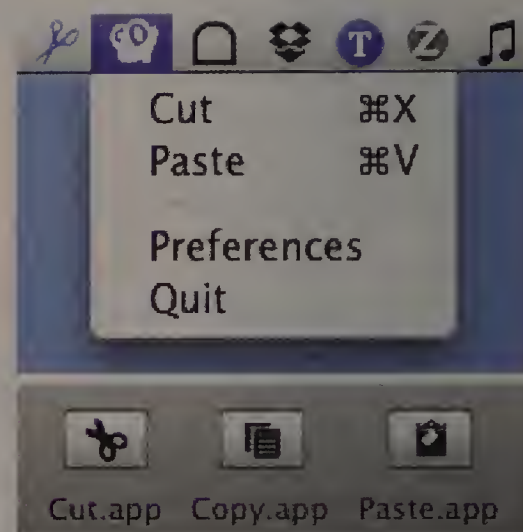 T Z
Cut ⌘X
Paste ⌘V
Preferences
Quit
Cut.app Copy.app Paste.app